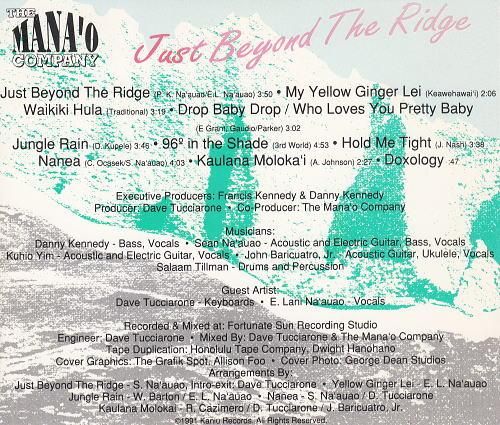 THE
MANA'O
COMPANY
Just Beyond The Ridge
Just Beyond The Ridge (P. K. Na'auao/E.L. Na'auao) 3:50 • My Yellow Ginger Lei (Keawehawai'i) 2:06
Waikiki Hula (Traditional) 3:19 • Drop Baby Drop / Who Loves You Pretty Baby
(E Grant, Gaudio/Parker) 3:02
Jungle Rain (D. Kupele) 3:46 • 96º in the Shade (3rd World) 4:53 • Hold Me Tight (J. Nash) 3:38
Nanea (C. Ocasek/S. Na'auao) 4:03 • Kaulana Moloka'i (A. Johnson) 2:27 • Doxology :47
Executive Producers: Francis Kennedy & Danny Kennedy
Producer: Dave Tucciarone • Co-Producer: The Mana'o Company
Musicians:
Danny Kennedy - Bass, Vocals • Sean Na'auao - Acoustic and Electric Guitar, Bass, Vocals
Kuhio Yim - Acoustic and Electric Guitar, Vocals • John Baricuatro, Jr. - Acoustic Guitar, Ukulele, Vocals
Salaam Tillman - Drums and Percussion
Guest Artist:
Dave Tucciarone - Keyboards • E. Lan Na'auao - Vocals
Recorded & Mixed at: Fortunate Sun Recording Studio
Engineer: Dave Tucciarone • Mixed By: Dave Tucciarone & The Mana'o Company
Tape Duplication: Honolulu Tape Company, Dwight Hanohano
Cover Graphics: The Grafik Spot, Allison Foo • Cover Photo: George Dean Studios
Arrangements By:
Just Beyond The Ridge - S. Na'auao, Intro-exit: Dave Tucciarone • Yellow Ginger Lei - E. L. Na'auao
Jungle Rain - W. Barton / E. L. Na'auao • Nanea - S. Na'auao / D. Tucciarone
Kaulana Molokai - R. Cazimero / D. Tucciarone / J. Baricuatro, Jr.
©1991 Kaniu Records. All Rights Reserved.